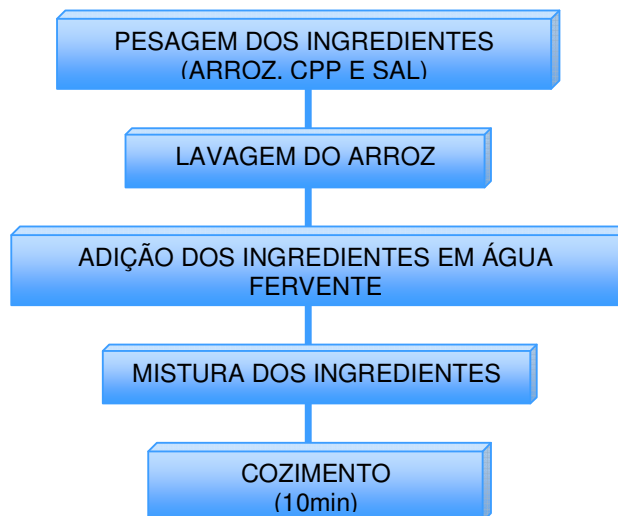 PESAGEM DOS INGREDIENTES
(ARROZ, CPP E SAL)
LAVAGEM DO ARROZ
ADIÇÃO DOS INGREDIENTES EM ÁGUA
FERVENTE
MISTURA DOS INGREDIENTES
COZIMENTO
(10min)